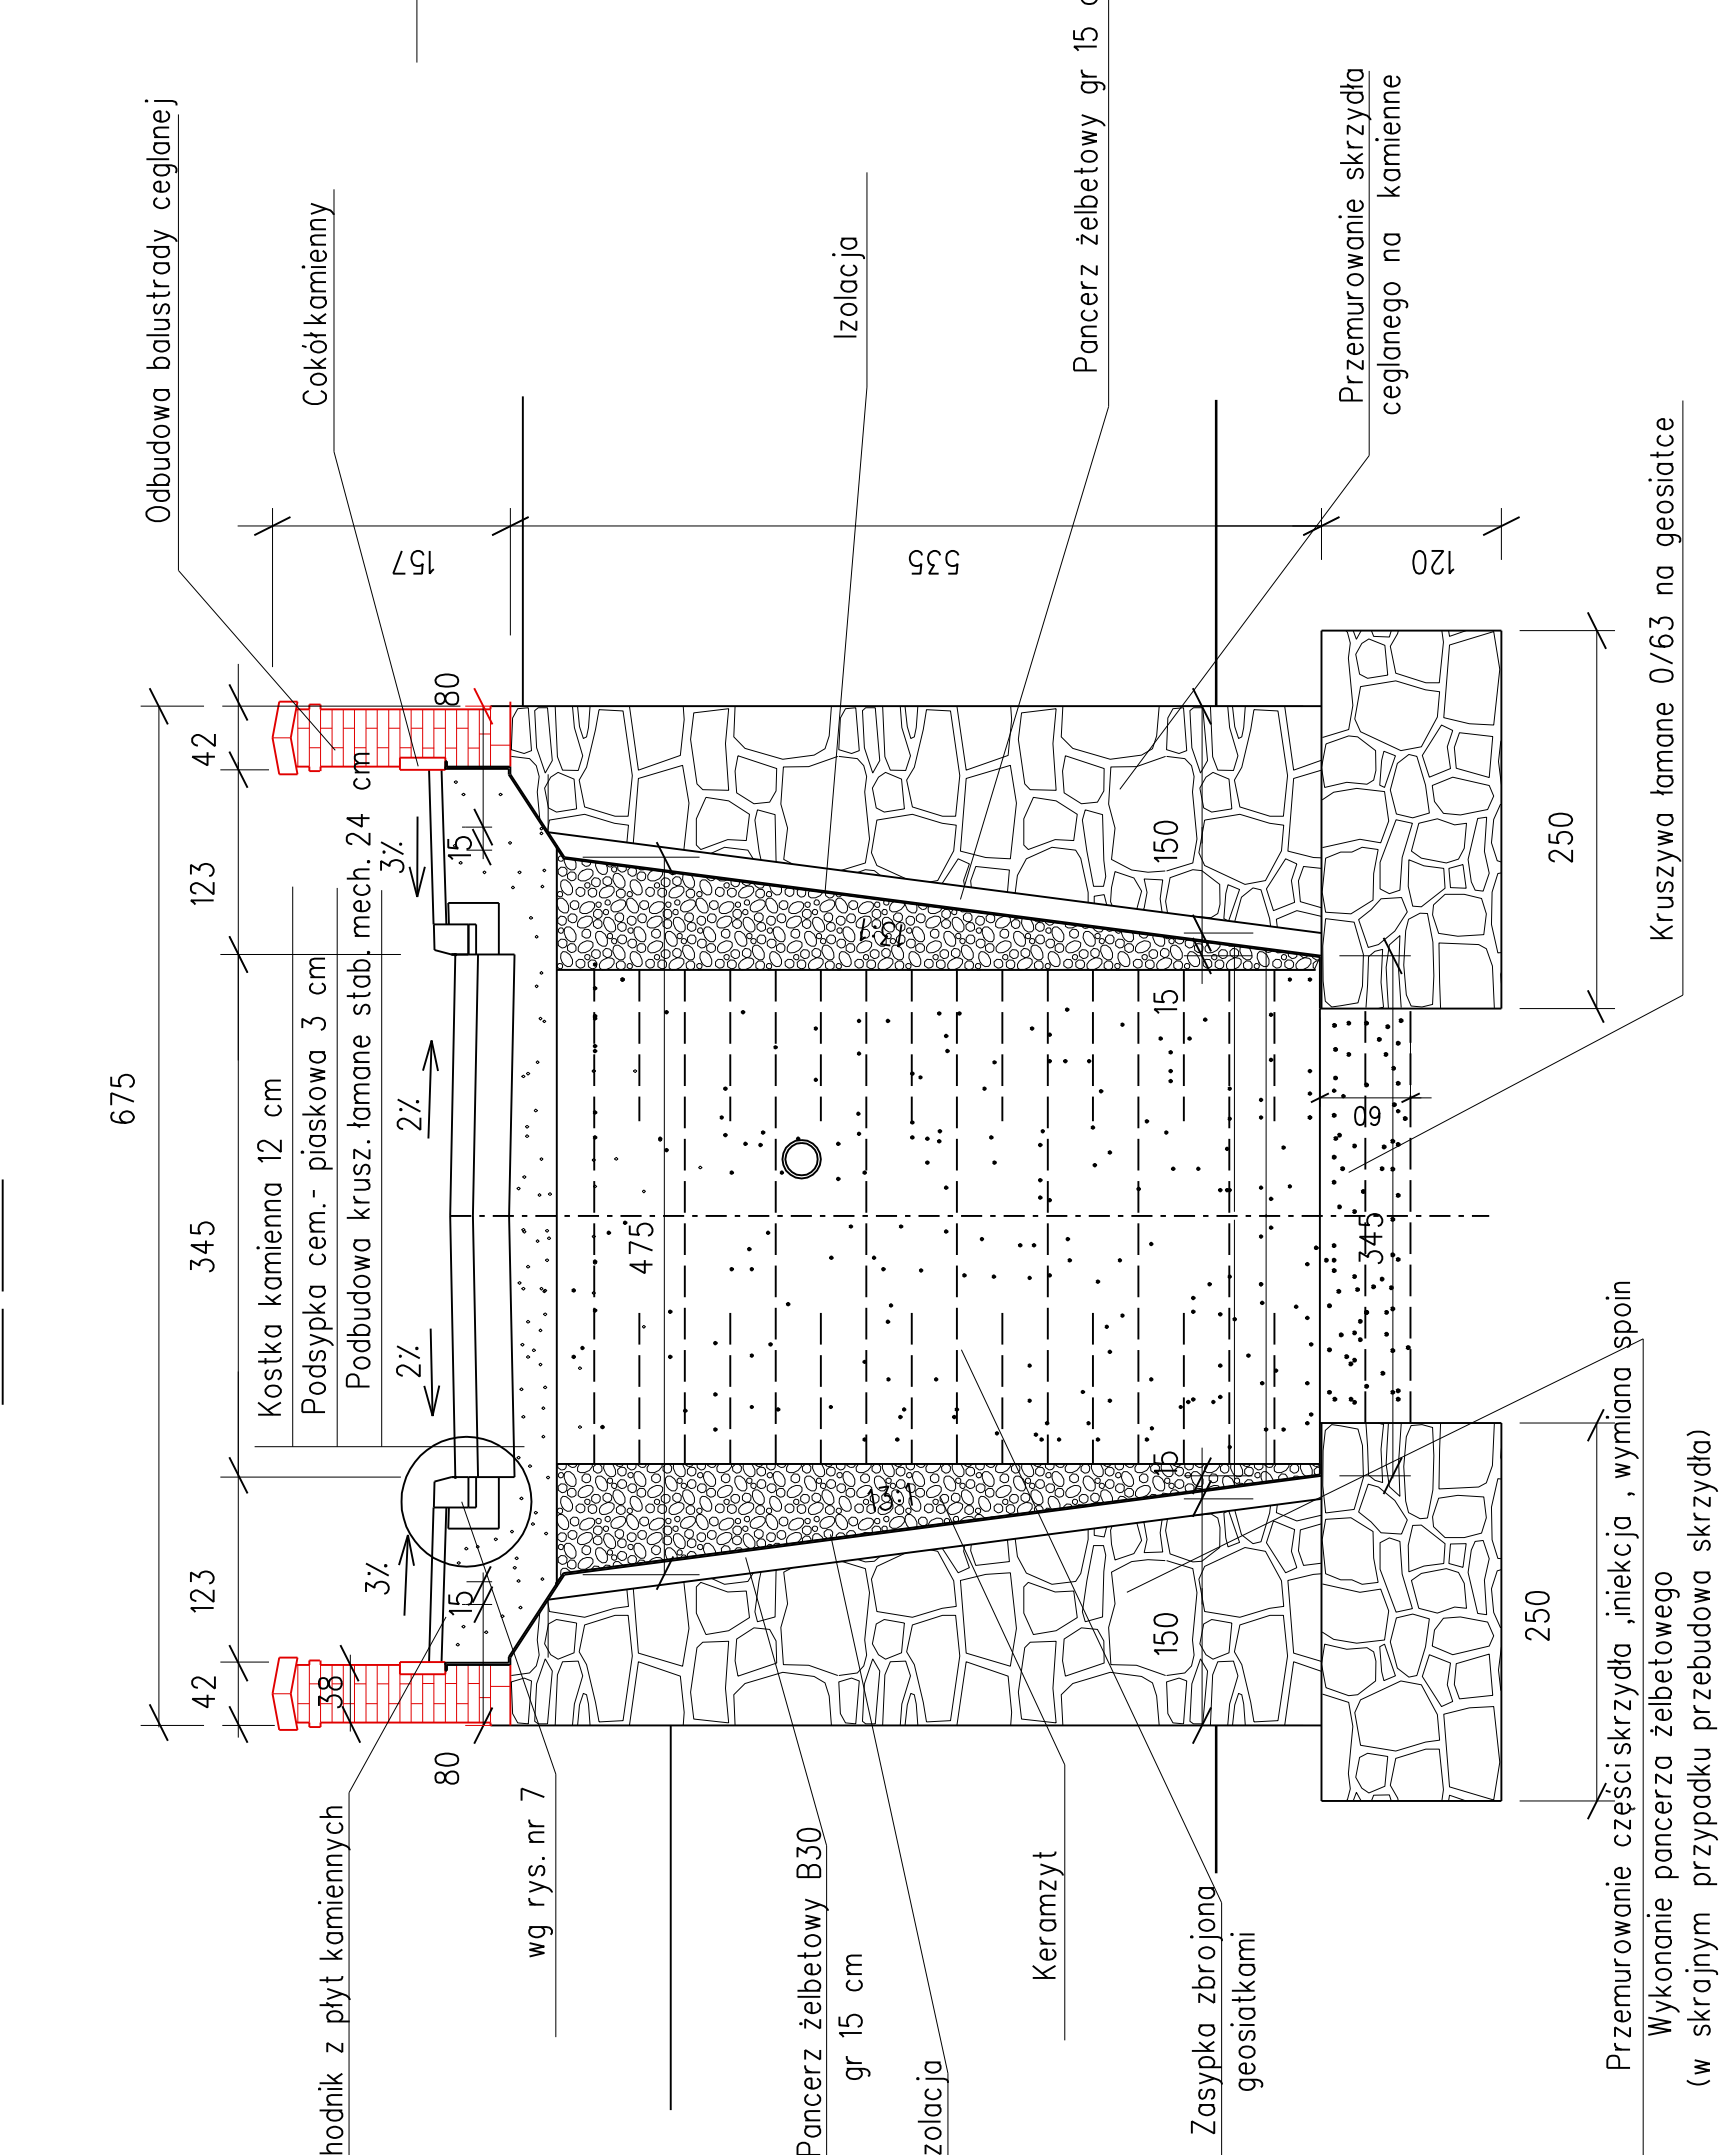 Odbudowa balustrady ceglanej
Cokół kamienny
Izolacja
Pancerz żelbetowy gr 15
Przemurowanie skrzydła
ceglanego na kamienne
Kruszywa łamane 0/63 na geosiatce
157
535
120
675
42
123
345
123
42
80
15
3%
2%
2%
3%
15
38
80
Kostka kamienna 12 cm
Podsypka cem.- piaskowa 3 cm
Podbudowa krusz. łamane stab. mech. 24 cm
475
13:1
13:1
150
15
15
150
60
345
250
250
hodnik z płyt kamiennych
wg rys. nr 7
Pancerz żelbetowy B30
gr 15 cm
zolacja
Keramzyt
Zasypka zbrojona
geosiatkami
Przemurowanie części skrzydła ,iniekcja , wymiana spoin
Wykonanie pancerza żelbetowego
(w skrajnym przypadku przebudowa skrzydła)